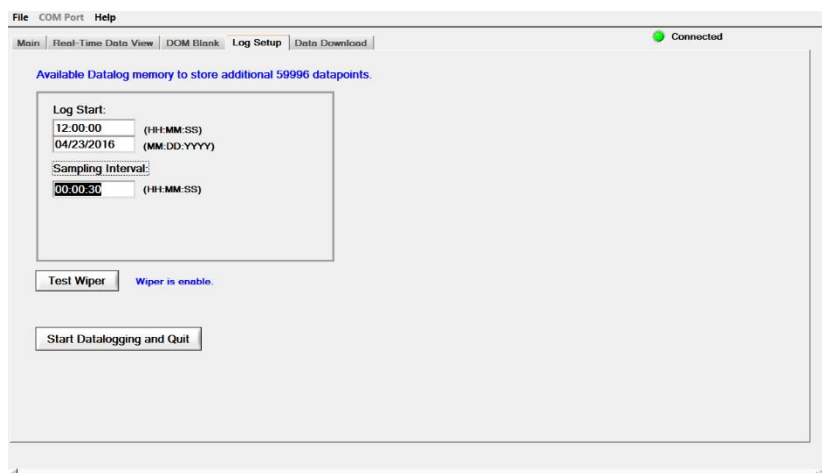 File COM Port Help
Main Real-Time Data View DOM Blank Log Setup Data Download Connected
Available Datalog memory to store additional 59996 datapoints.
Log Start:
12:00:00 (HH:MM:SS)
04/23/2016 (MM:DD:YYYY)
Sampling Interval:
00:00:30 (HH:MM:SS)
Test Wiper Wiper is enable.
Start Datalogging and Quit